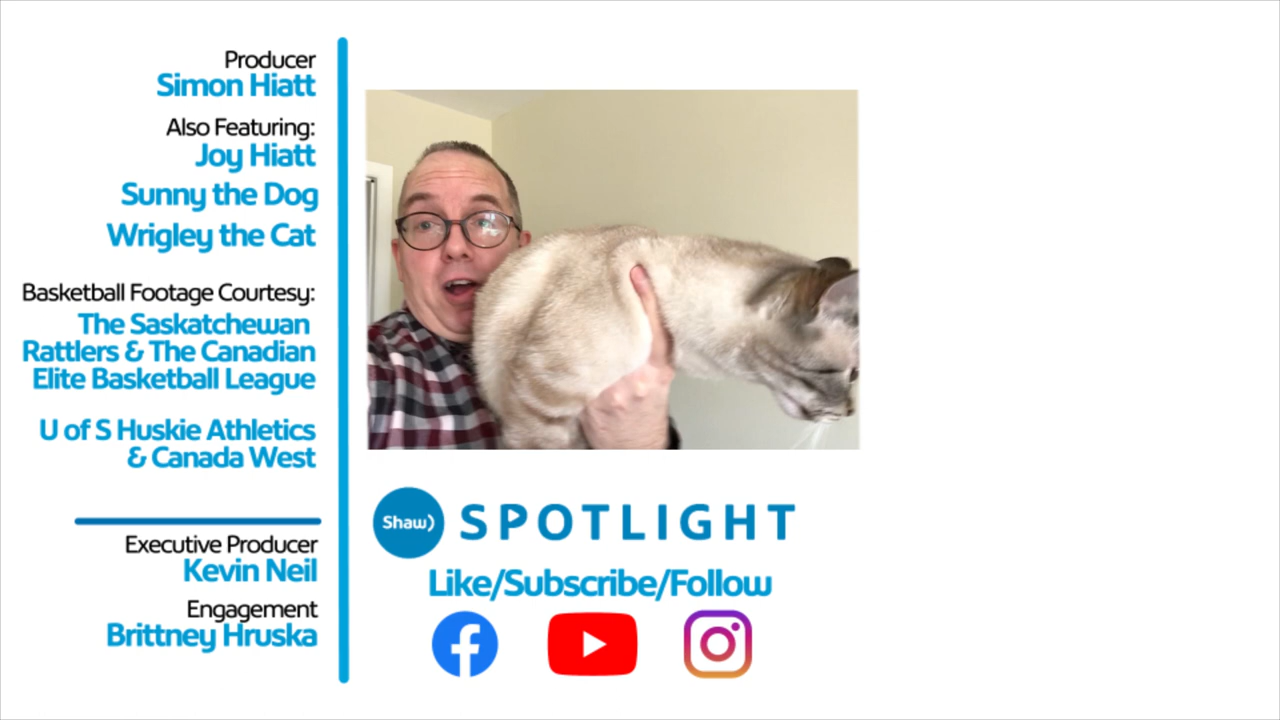 Producer
Simon Hiatt
Also Featuring:
Joy Hiatt
Sunny the Dog
Wrigley the Cat
Basketball Footage Courtesy:
The Saskatchewan
Rattlers & The Canadian
Elite Basketball League
U of S Huskie Athletics
& Canada West
Executive Producer
Kevin Neil
Engagement
Brittney Hruska
Shaw) SPOTLIGHT
Like/Subscribe/Follow